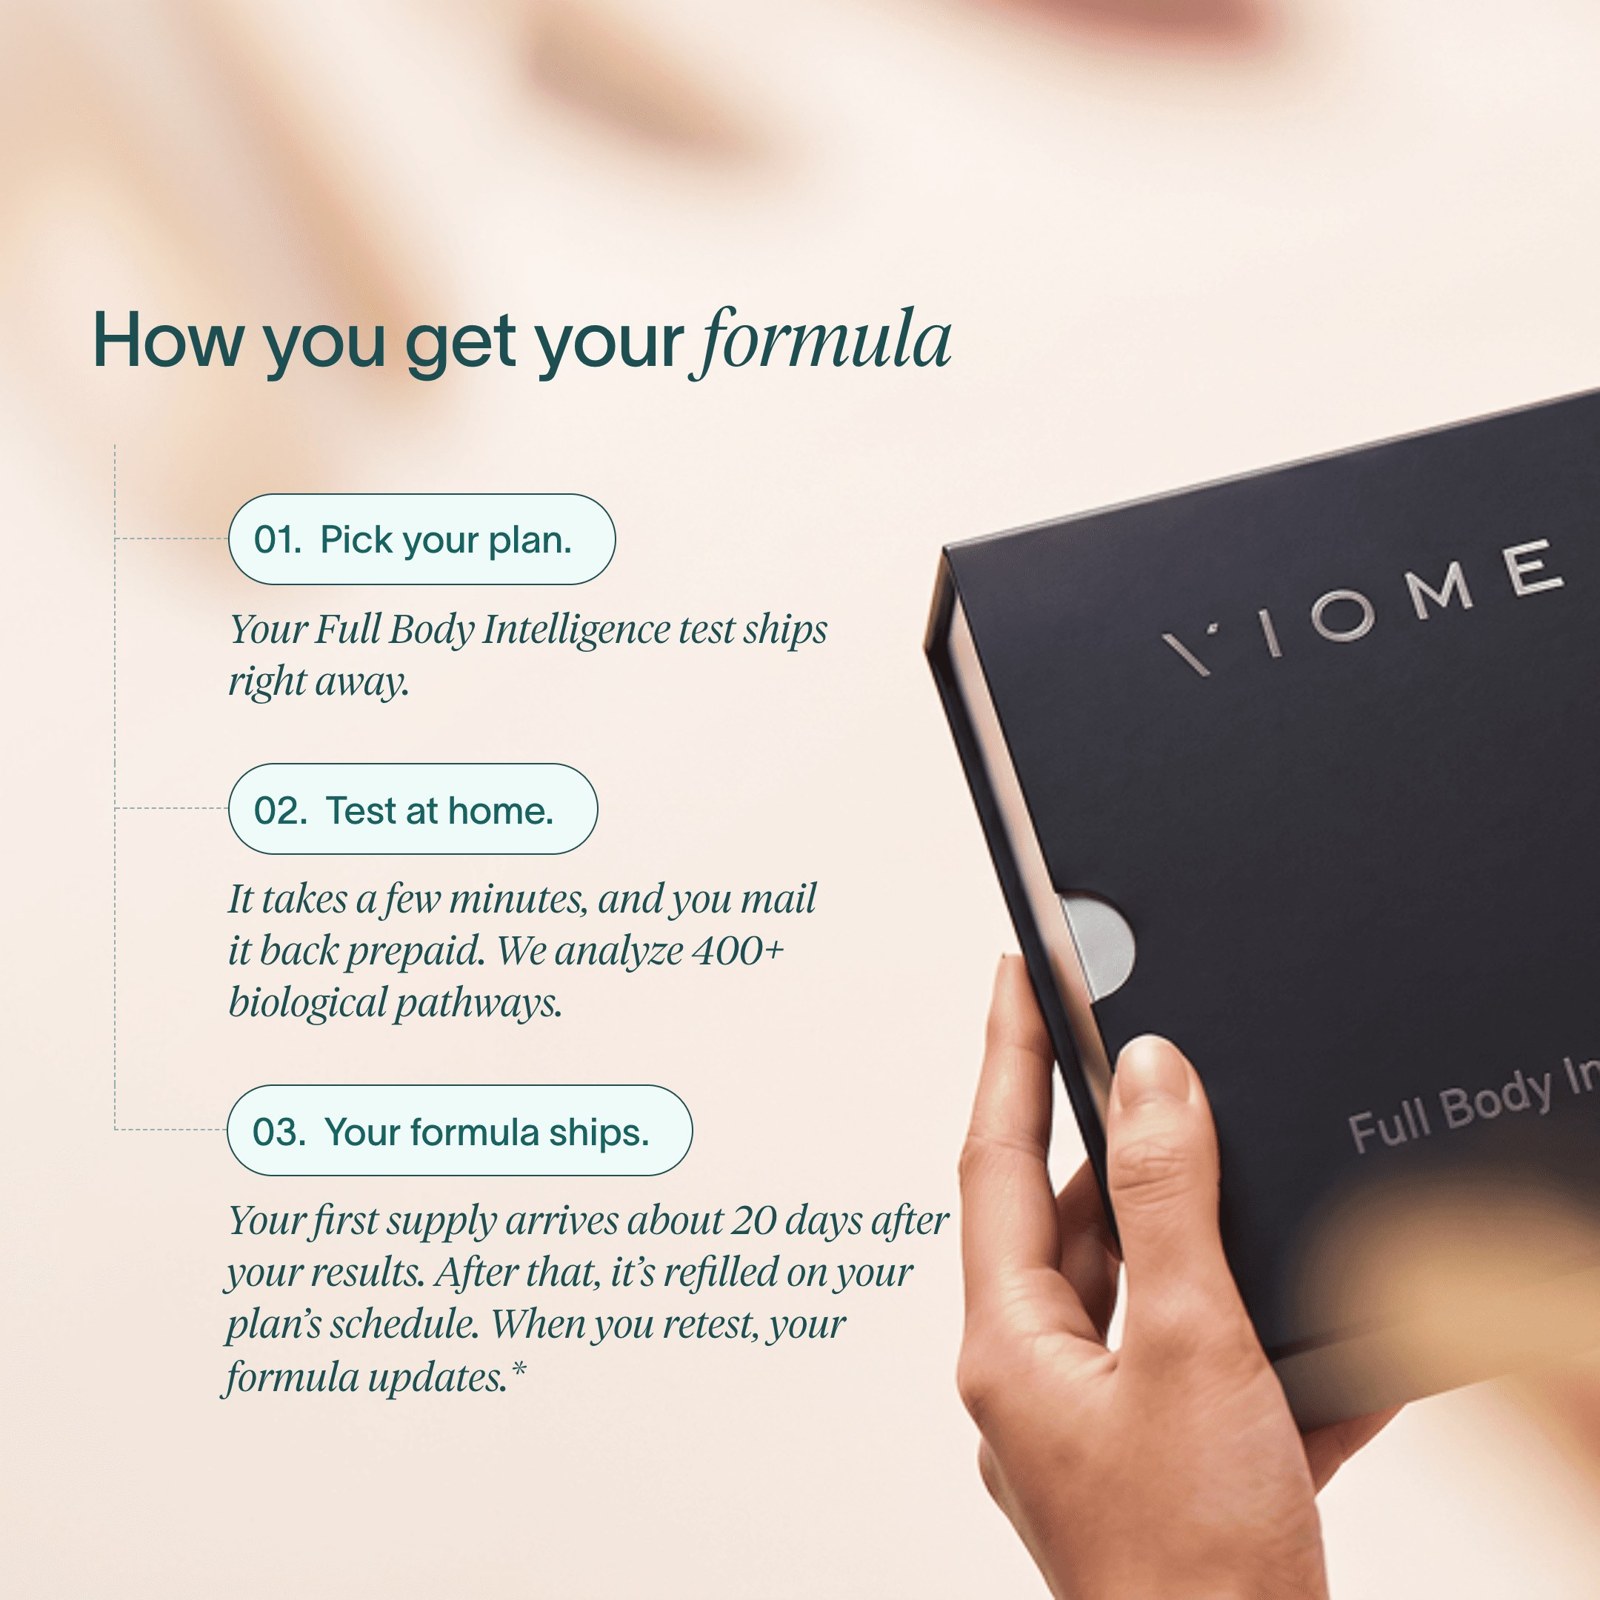 How you get your formula
01. Pick your plan.
Your Full Body Intelligence test ships
right away.
02. Test at home.
It takes a few minutes, and you mail
it back prepaid. We analyze 400+
biological pathways.
03. Your formula ships.
Your first supply arrives about 20 days after
your results. After that, it’s refilled on your
plan’s schedule. When you retest, your
formula updates.*
VIOME
Full Body In